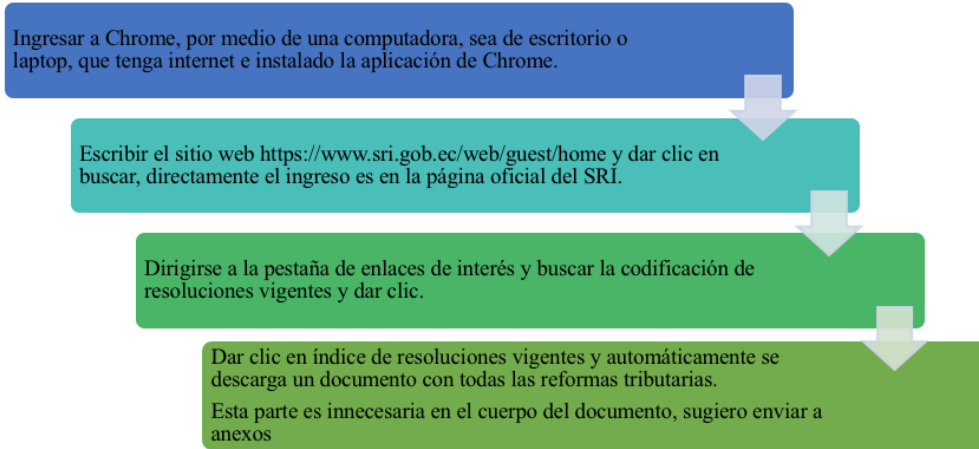 Ingresar a Chrome, por medio de una computadora, sea de escritorio o
laptop, que tenga internet e instalado la aplicación de Chrome.
Escribir el sitio web https://www.sri.gob.ec/web/guest/home y dar clic en
buscar, directamente el ingreso es en la página oficial del SRI.
Dirigirse a la pestaña de enlaces de interés y buscar la codificación de
resoluciones vigentes y dar clic.
Dar clic en índice de resoluciones vigentes y automáticamente se
descarga un documento con todas las reformas tributarias.
Esta parte es innecesaria en el cuerpo del documento, sugiero enviar a
anexos